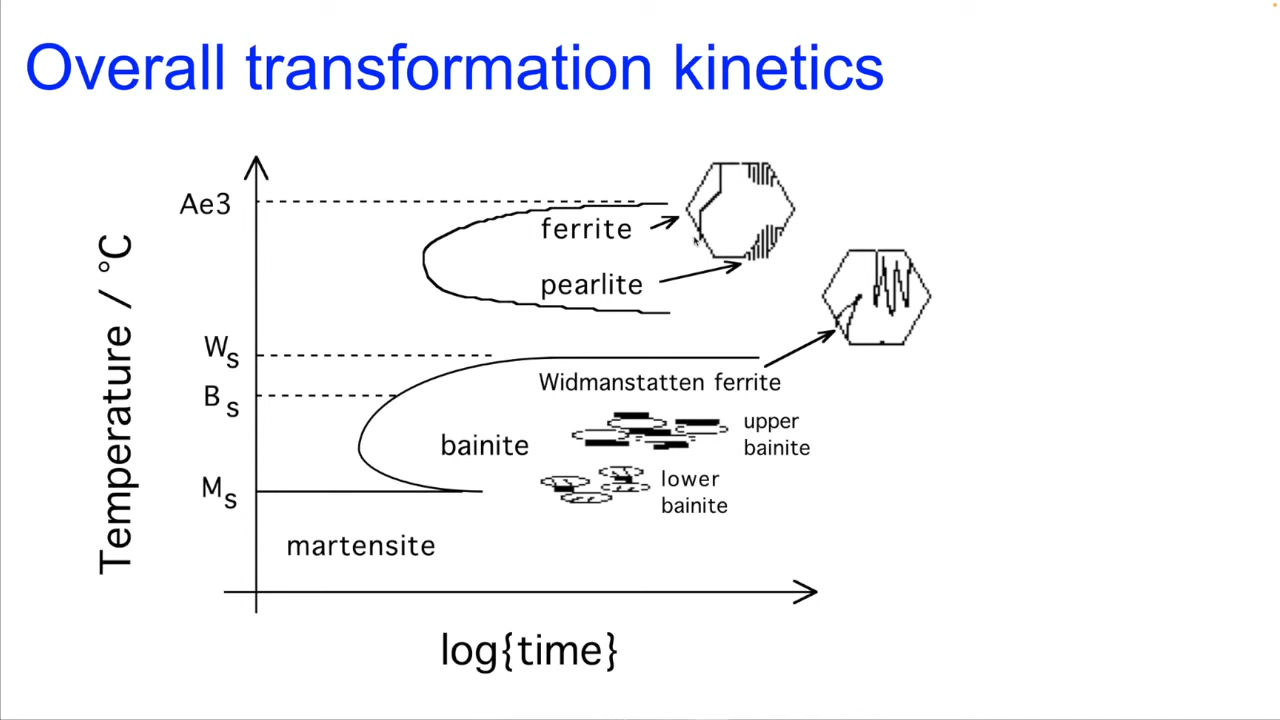 Overall transformation kinetics
Ae3
ferrite
pearlite
Ws
Widmanstatten ferrite
Bs
upper
bainite
bainite
Ms
lower
bainite
martensite
Temperature / °C
log{time}